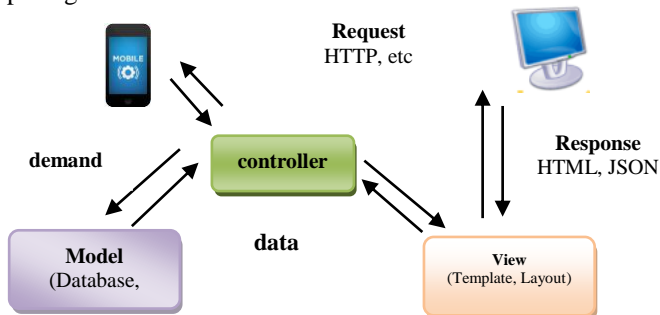 MOBILE
Request
HTTP, etc
demand
controller
Response
HTML, JSON
data
Model
(Database,
View
(Template, Layout)